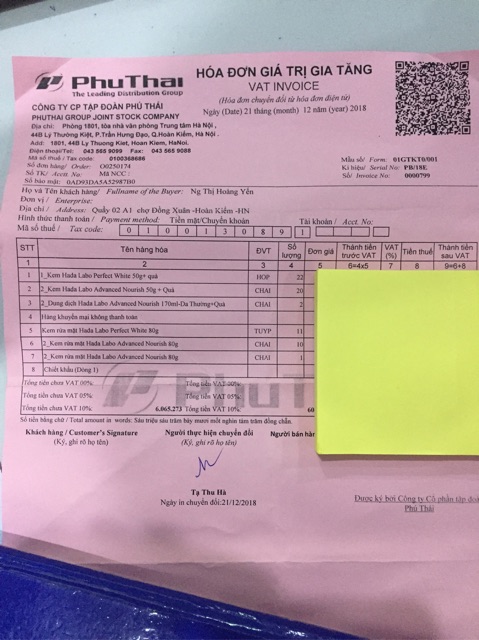 PhuThai
The Leading Distribution Group
HÓA ĐƠN GIÁ TRỊ GIA TĂNG
VAT INVOICE
(Hóa đơn chuyển đổi từ hóa đơn điện tử)
Ngày (Date) 21 tháng (month) 12 năm (year) 2018
CÔNG TY CP TẬP ĐOÀN PHÚ THÁI
PHUTHAI GROUP JOINT STOCK COMPANY
Địa chỉ: Phòng 1801, tòa nhà văn phòng Trung tâm Hà Nội,
44B Lý Thường Kiệt, P.Trần Hưng Đạo, Q.Hoàn Kiếm, Hà Nội.
Add: 1801, 44B Ly Thuong Kiet, Hoan Kiem, HaNoi.
Điện thoại/Tel: 043 565 9099 Fax: 043 565 9088
Mã số thuế / Tax code: 0100368686
Số đơn hàng/ Order: O0250174
Số TK/ Acct No: Mã NCC :
Số bảo mật: 0AD93DA5A52987B0
Mẫu số/ Form: 01GTKT0/001
Kí hiệu/ Serial No: PB/18E
Số/ Invoice No: 0000799
Họ và Tên khách hàng/ Fullname of the Buyer: Ng Thị Hoàng Yến
Đơn vị / Enterprise:
Địa chỉ / Address: Quầy 02 A1 chợ Đồng Xuân -Hoàn Kiếm -HN
Hình thức thanh toán / Payment method: Tiền mặt/Chuyển khoản Tài khoản / Acct No:
Mã số thuế / Tax code: 0 1 0 0 1 3 0 8 9 1
STT Tên hàng hóa ĐVT Số lượng Đơn giá Thành tiền trước VAT VAT (%) Tiền thuế Thành tiền sau VAT
1 2 3 4 5 6=4x5 7 8 9=6+8
1 1_Kem Hada Labo Perfect White 50g+ quà HOP 22
2 2_Kem Hada Labo Advanced Nourish 50g + Quà CHAI 20
3 2_Dung dịch Hada Labo Advanced Nourish 170ml-Da Thường+Quà CHAI 2
4 Hàng khuyến mại không thanh toán
5 Kem rửa mặt Hada Labo Perfect White 80g TUYP 11
6 2_Kem rửa mặt Hada Labo Advanced Nourish 80g CHAI 10
7 2_Kem rửa mặt Hada Labo Advanced Nourish 80g CHAI 1
8 Chiết khấu (Dòng 1)
Tổng tiền chưa VAT 00%: Tổng tiền VAT 00%:
Tổng tiền chưa VAT 05%: Tổng tiền VAT 05%:
Tổng tiền chưa VAT 10%: 6.065.273 Tổng tiền VAT 10%: 60
Số tiền bằng chữ / Total amount in words: Sáu triệu sáu trăm bảy mươi mốt nghìn tám trăm đồng chẵn.
Khách hàng / Customer's Signature Người thực hiện chuyển đổi Người bán hàn
(Ký, ghi rõ họ tên) (Ký, ghi rõ họ tên)
Tạ Thu Hà
Ngày in chuyển đổi:21/12/2018
Được ký bởi Công ty Cổ phần tập đoà
Phú Thái